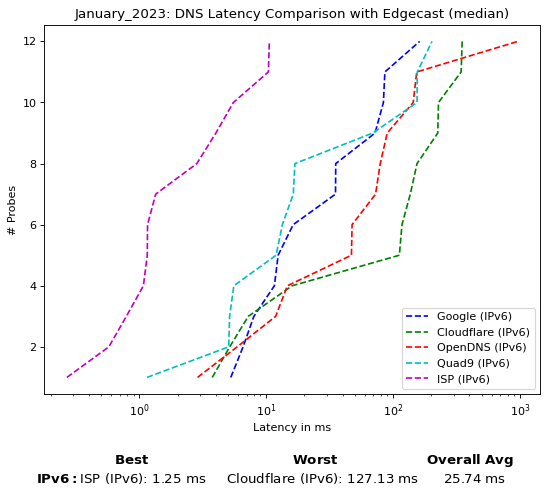 January_2023: DNS Latency Comparison with Edgecast (median)
12
10
8
6
4
2
# Probes
Google (IPv6)
Cloudflare (IPv6)
OpenDNS (IPv6)
Quad9 (IPv6)
ISP (IPv6)
10⁰ 10¹ 10² 10³
Latency in ms
Best Worst Overall Avg
IPv6: ISP (IPv6): 1.25 ms Cloudflare (IPv6): 127.13 ms 25.74 ms